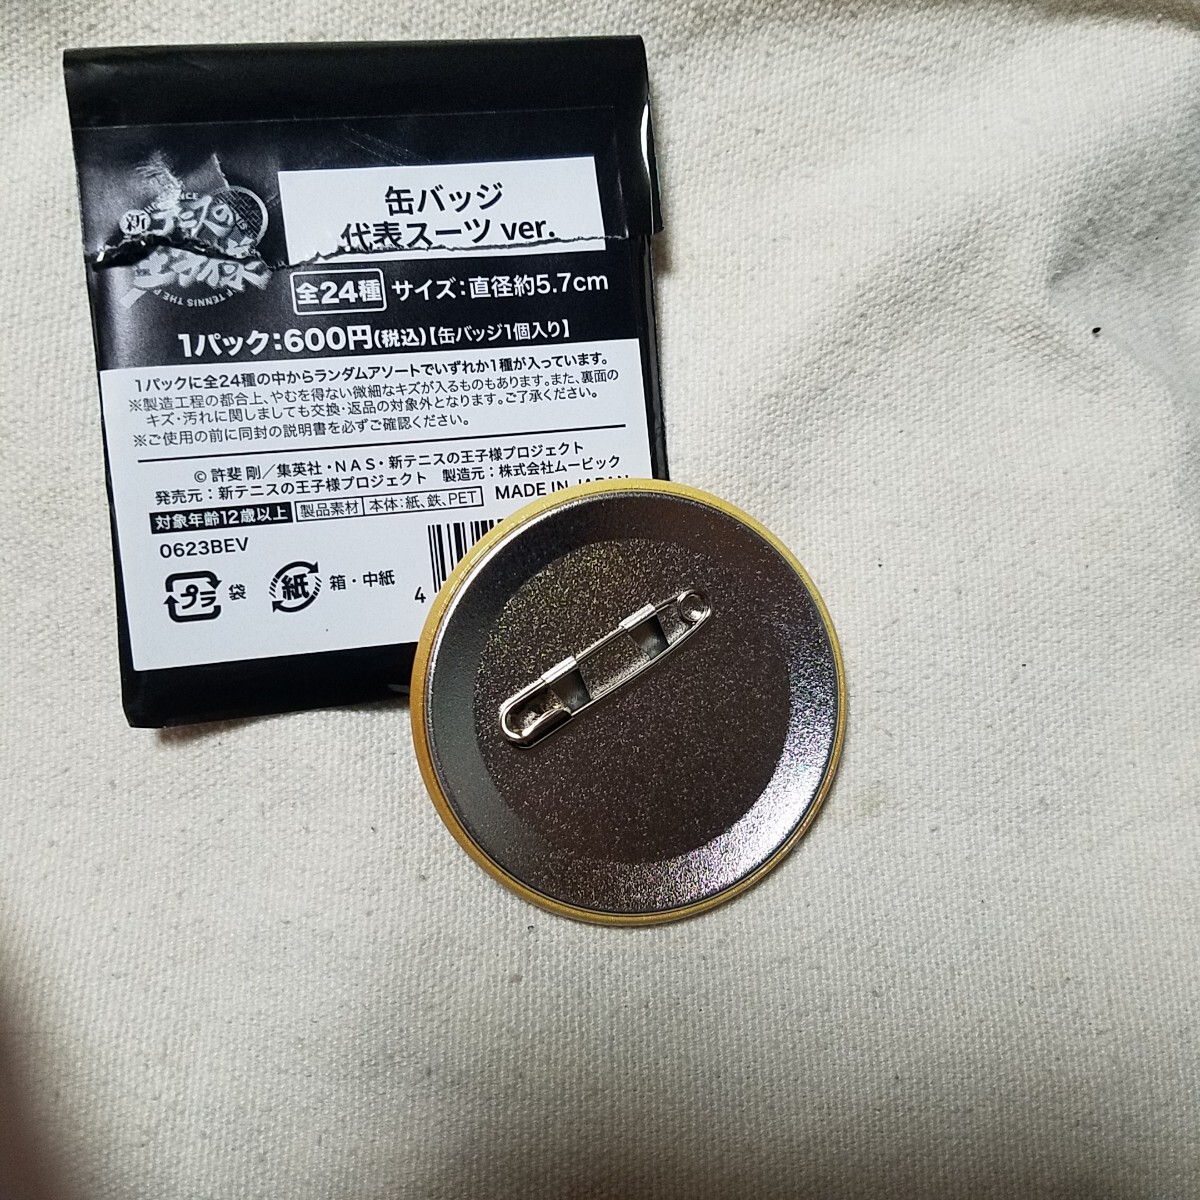 新テニスの
王子様
缶バッジ
代表スーツ ver.
全24種 サイズ:直径約5.7cm
1パック:600円(税込)【缶バッジ1個入り】
1パックに全24種の中からランダムアソートでいずれか1種が入っています。
※製造工程の都合上、やむを得ない微細なキズが入るものもあります。また、裏面の
キズ・汚れに関しましても交換・返品の対象外となります。ご了承ください。
※ご使用の前に同封の説明書を必ずご確認ください。
© 許斐 剛／集英社・NAS・新テニスの王子様プロジェクト
発売元:新テニスの王子様プロジェクト 製造元:株式会社ムービック
対象年齢12歳以上 製品素材 本体:紙、鉄、PET MADE IN JAPAN
0623BEV
プラ 袋 紙 箱・中紙
4